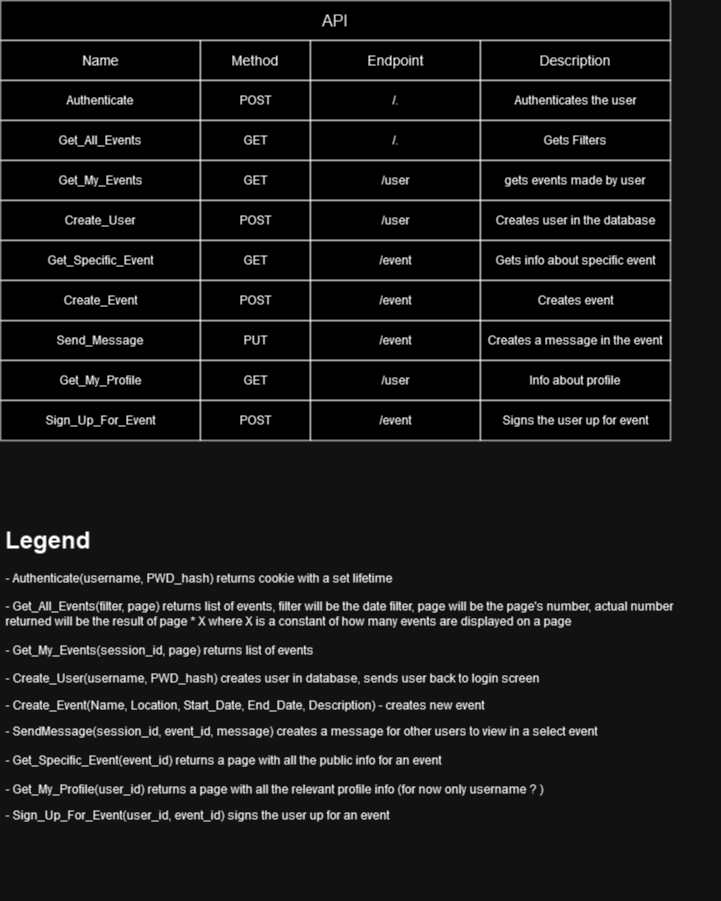 API
Name Method Endpoint Description
Authenticate POST /. Authenticates the user
Get_All_Events GET /. Gets Filters
Get_My_Events GET /user gets events made by user
Create_User POST /user Creates user in the database
Get_Specific_Event GET /event Gets info about specific event
Create_Event POST /event Creates event
Send_Message PUT /event Creates a message in the event
Get_My_Profile GET /user Info about profile
Sign_Up_For_Event POST /event Signs the user up for event
Legend
- Authenticate(username, PWD_hash) returns cookie with a set lifetime
- Get_All_Events(filter, page) returns list of events, filter will be the date filter, page will be the page's number, actual number
returned will be the result of page * X where X is a constant of how many events are displayed on a page
- Get_My_Events(session_id, page) returns list of events
- Create_User(username, PWD_hash) creates user in database, sends user back to login screen
- Create_Event(Name, Location, Start_Date, End_Date, Description) - creates new event
- SendMessage(session_id, event_id, message) creates a message for other users to view in a select event
- Get_Specific_Event(event_id) returns a page with all the public info for an event
- Get_My_Profile(user_id) returns a page with all the relevant profile info (for now only username ? )
- Sign_Up_For_Event(user_id, event_id) signs the user up for an event